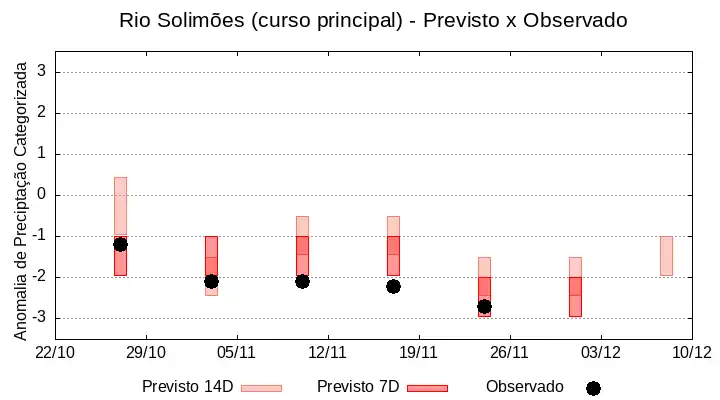 Rio Solimões (curso principal) - Previsto x Observado
Anomalia de Preciptação Categorizada
3
2
1
0
-1
-2
-3
22/10 29/10 05/11 12/11 19/11 26/11 03/12 10/12
Previsto 14D Previsto 7D Observado